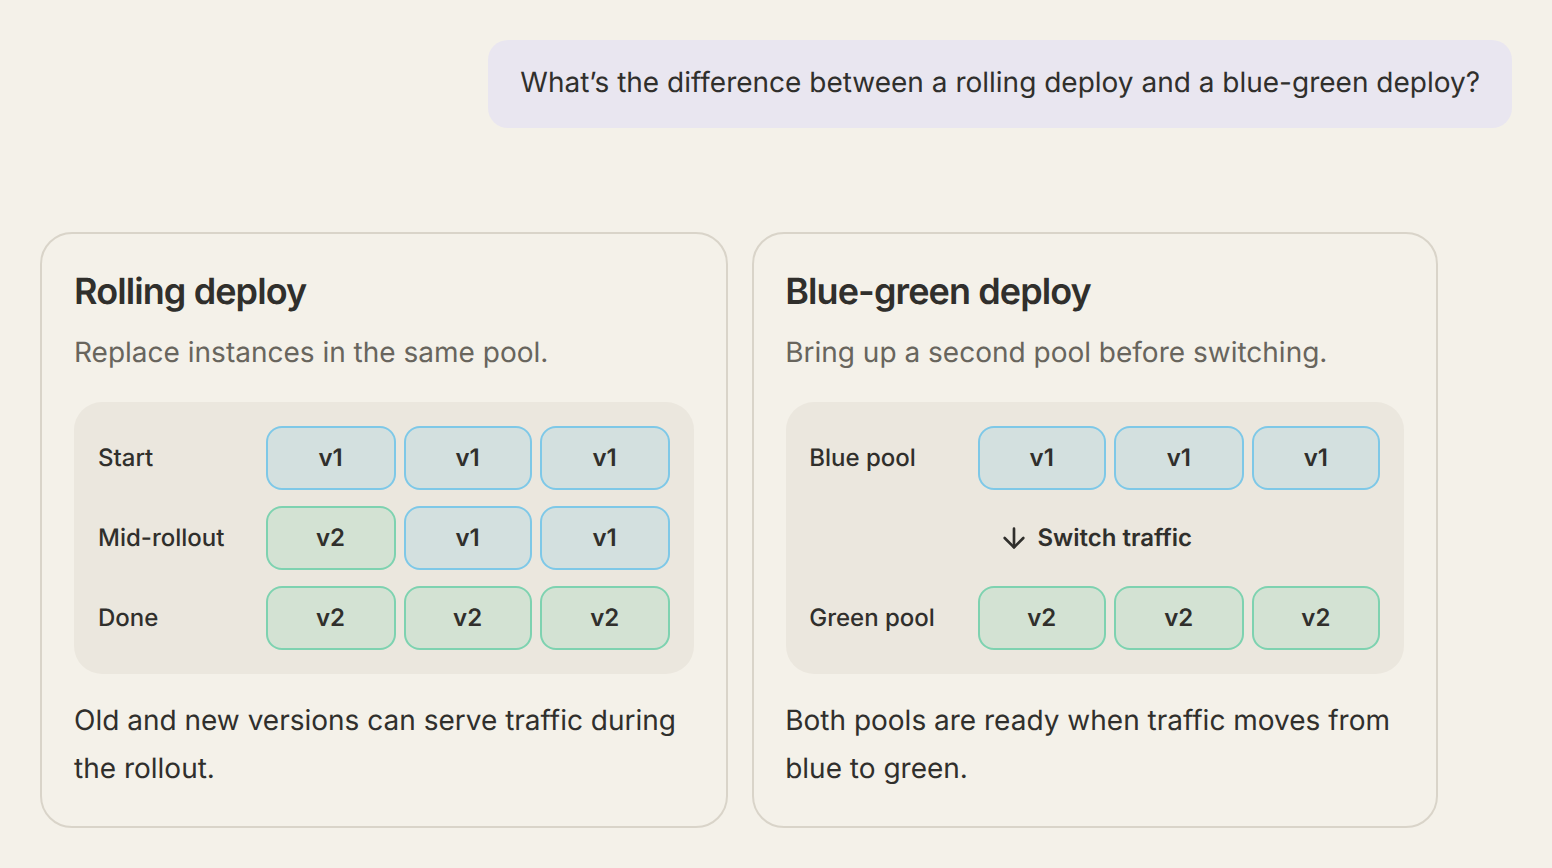 What’s the difference between a rolling deploy and a blue-green deploy?
Rolling deploy
Replace instances in the same pool.
Start v1 v1 v1
Mid-rollout v2 v1 v1
Done v2 v2 v2
Old and new versions can serve traffic during
the rollout.
Blue-green deploy
Bring up a second pool before switching.
Blue pool v1 v1 v1
↓ Switch traffic
Green pool v2 v2 v2
Both pools are ready when traffic moves from
blue to green.